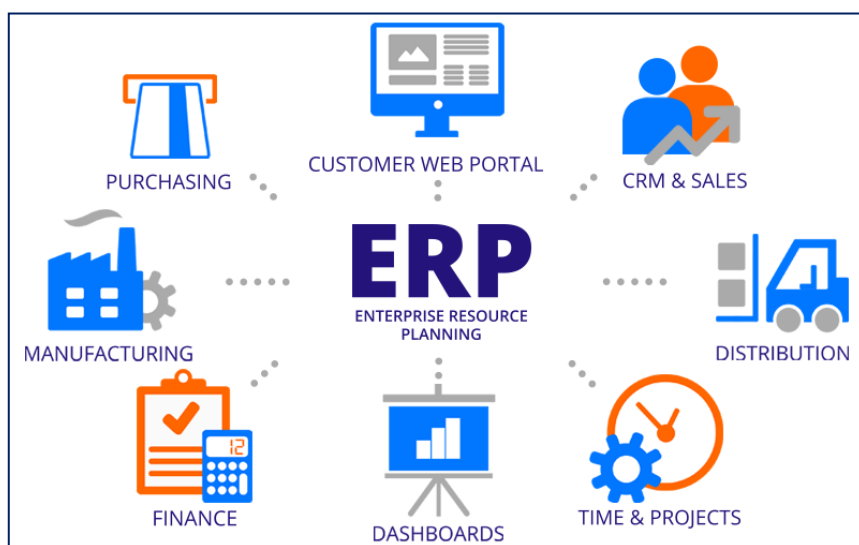 PURCHASING
CUSTOMER WEB PORTAL
CRM & SALES
ERP
ENTERPRISE RESOURCE
PLANNING
MANUFACTURING
DISTRIBUTION
12
FINANCE
DASHBOARDS
TIME & PROJECTS